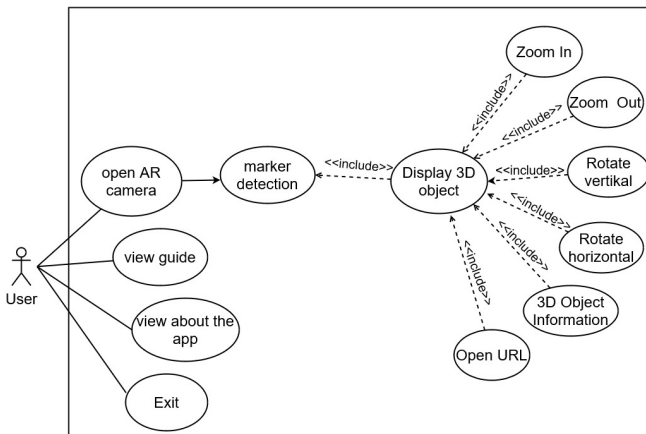 Zoom In
<<include>>
Zoom Out
<<include>>
open AR
camera
marker
detection
<<include>>
Display 3D
object
Rotate
vertikal
<<include>>
<<include>>
Rotate
horizontal
view guide
User
<<include>>
3D Object
Information
<<include>>
view about the
app
Open URL
Exit